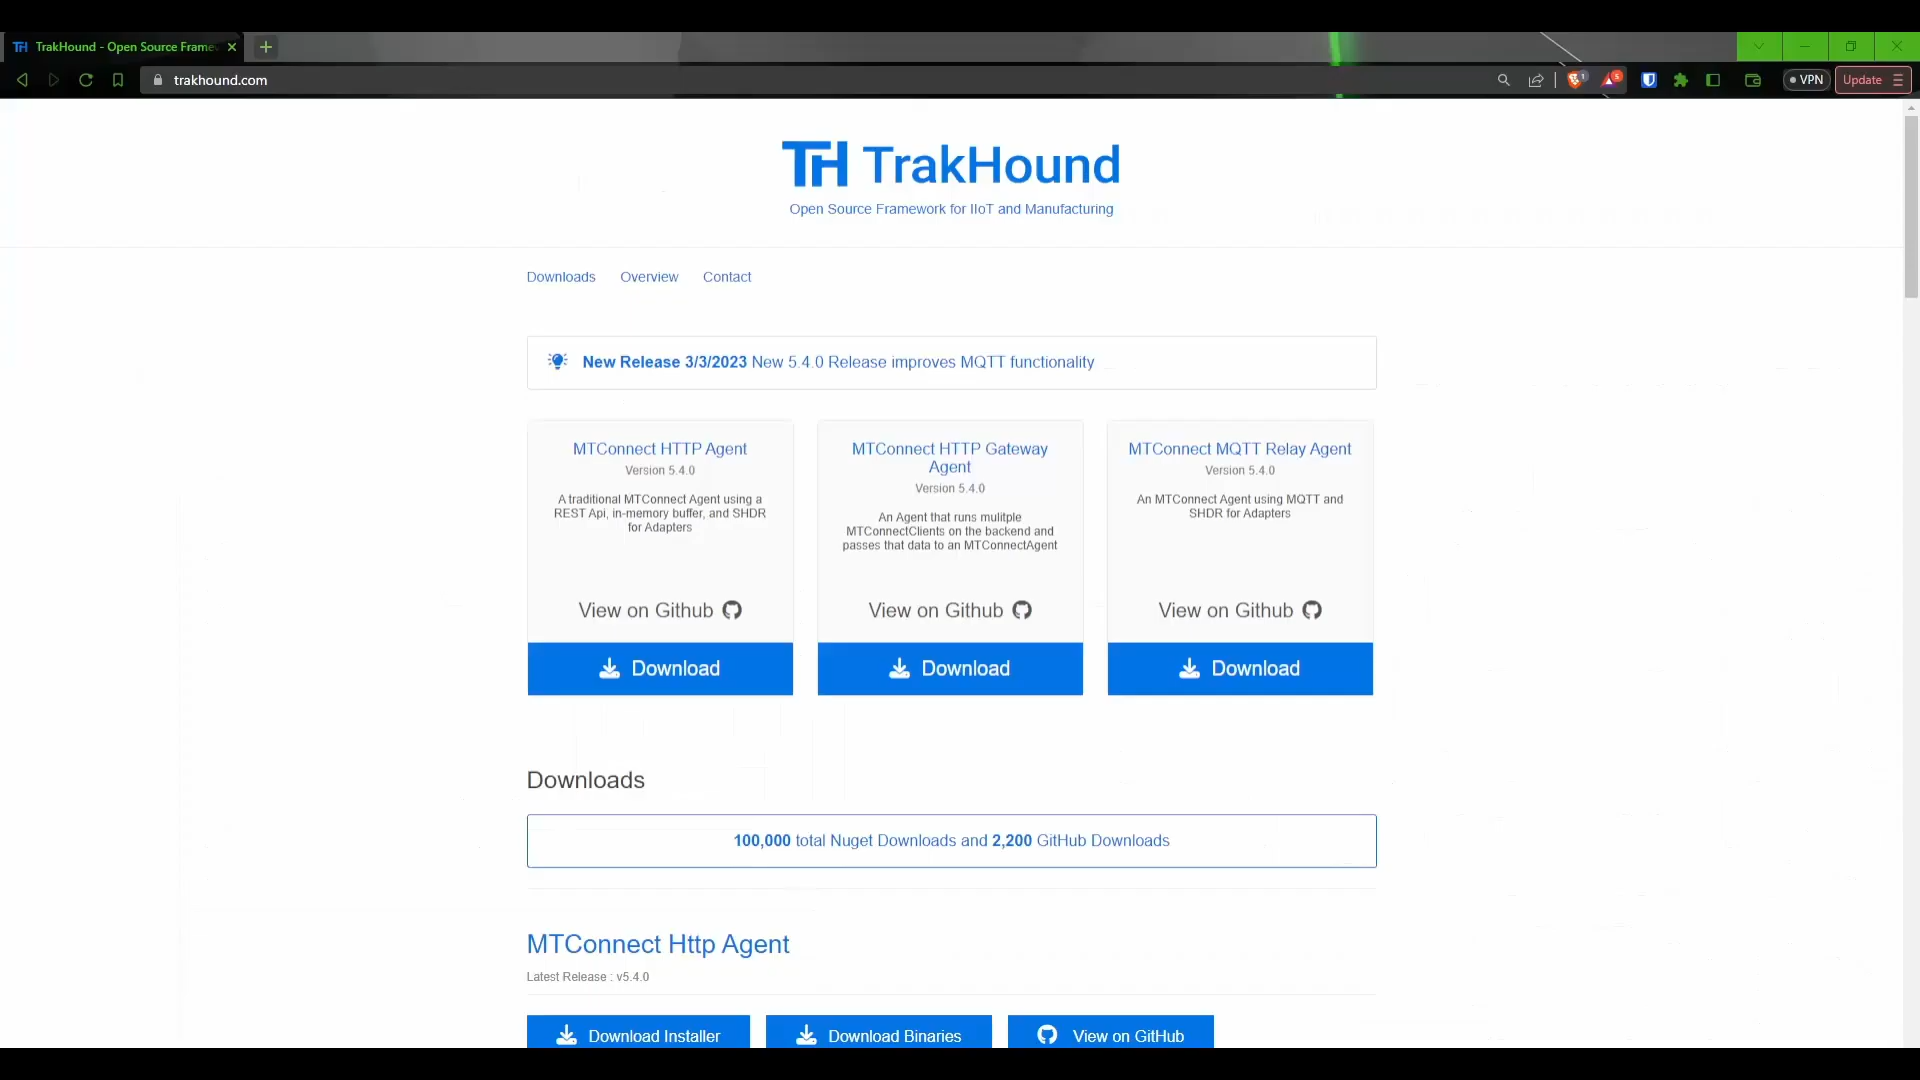 TrakHound - Open Source Frame
trakhound.com
1
5
VPN
Update
TH TrakHound
Open Source Framework for IIoT and Manufacturing
Downloads Overview Contact
New Release 3/3/2023 New 5.4.0 Release improves MQTT functionality
MTConnect HTTP Agent
Version 5.4.0
A traditional MTConnect Agent using a
REST Api, in-memory buffer, and SHDR
for Adapters
View on Github
Download
MTConnect HTTP Gateway
Agent
Version 5.4.0
An Agent that runs mulitple
MTConnectClients on the backend and
passes that data to an MTConnectAgent
View on Github
Download
MTConnect MQTT Relay Agent
Version 5.4.0
An MTConnect Agent using MQTT and
SHDR for Adapters
View on Github
Download
Downloads
100,000 total Nuget Downloads and 2,200 GitHub Downloads
MTConnect Http Agent
Latest Release : v5.4.0
Download Installer
Download Binaries
View on GitHub